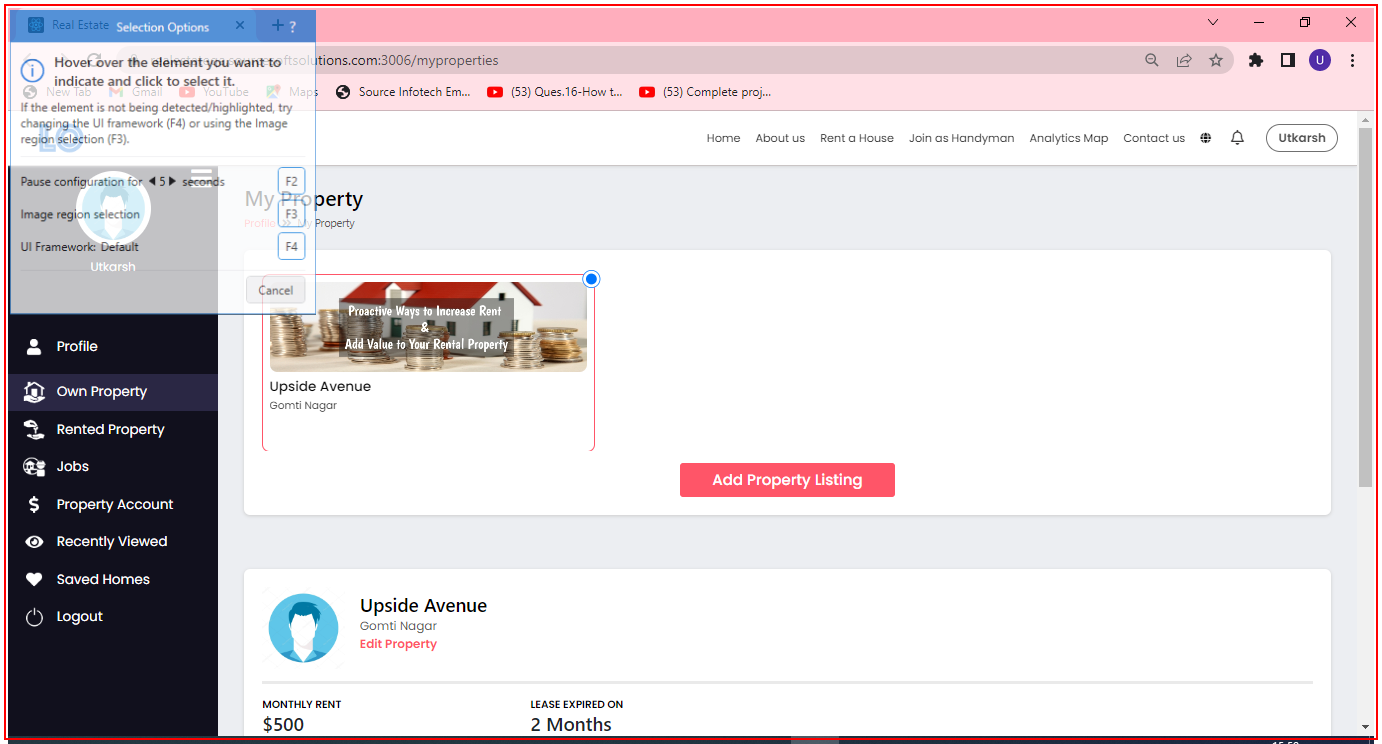 Real Estate
Selection Options
Hover over the element you want to
indicate and click to select it.
ftsolutions.com:3006/myproperties
U
New Tab
Gmail
YouTube
Maps
Source Infotech Em...
(53) Ques.16-How t...
(53) Complete proj...
If the element is not being detected/highlighted, try
changing the UI framework (F4) or using the Image
region selection (F3).
Home
About us
Rent a House
Join as Handyman
Analytics Map
Contact us
Utkarsh
Pause configuration for 5 seconds
F2
Image region selection
F3
UI Framework: Default
F4
Cancel
Utkarsh
Profile
Own Property
Rented Property
Jobs
Property Account
Recently Viewed
Saved Homes
Logout
My Property
Profile » My Property
Proactive Ways to Increase Rent
&
Add Value to Your Rental Property
Upside Avenue
Gomti Nagar
Add Property Listing
Upside Avenue
Gomti Nagar
Edit Property
MONTHLY RENT
$500
LEASE EXPIRED ON
2 Months